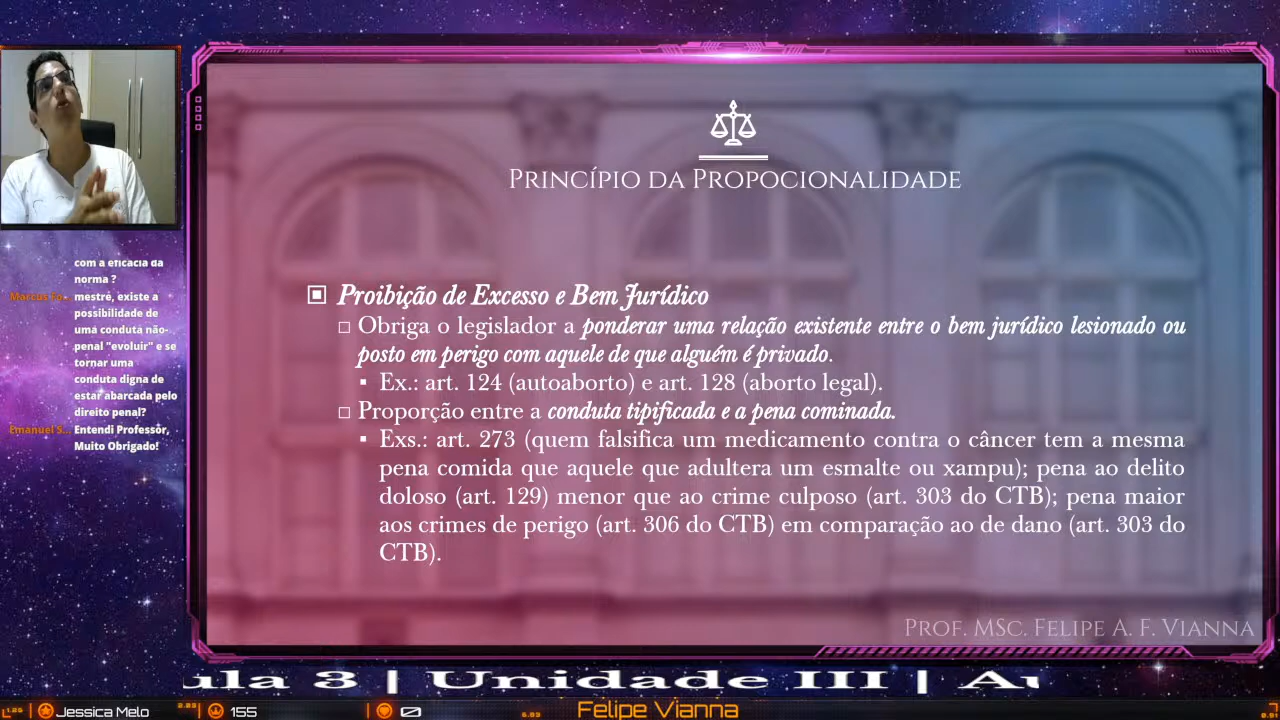 PRINCÍPIO DA PROPOCIONALIDADE
Proibição de Excesso e Bem Jurídico
Obriga o legislador a ponderar uma relação existente entre o bem jurídico lesionado ou
posto em perigo com aquele de que alguém é privado.
Ex.: art. 124 (autoaborto) e art. 128 (aborto legal).
Proporção entre a conduta tipificada e a pena cominada.
Exs.: art. 273 (quem falsifica um medicamento contra o câncer tem a mesma
pena comida que aquele que adultera um esmalte ou xampu); pena ao delito
doloso (art. 129) menor que ao crime culposo (art. 303 do CTB); pena maior
aos crimes de perigo (art. 306 do CTB) em comparação ao de dano (art. 303 do
CTB).
PROF. MSC. FELIPE A. F. VIANNA
com a eficácia da
norma ?
Marcus
mestre, existe a
possibilidade de
uma conduta não-
penal "evoluir" e se
tornar uma
conduta digna de
estar abarcada pelo
direito penal?
Emanuel S... Entendi Professor,
Muito Obrigado!
ula 3 | Unidade III | Au
Jessica Melo
155
0
Felipe Vianna